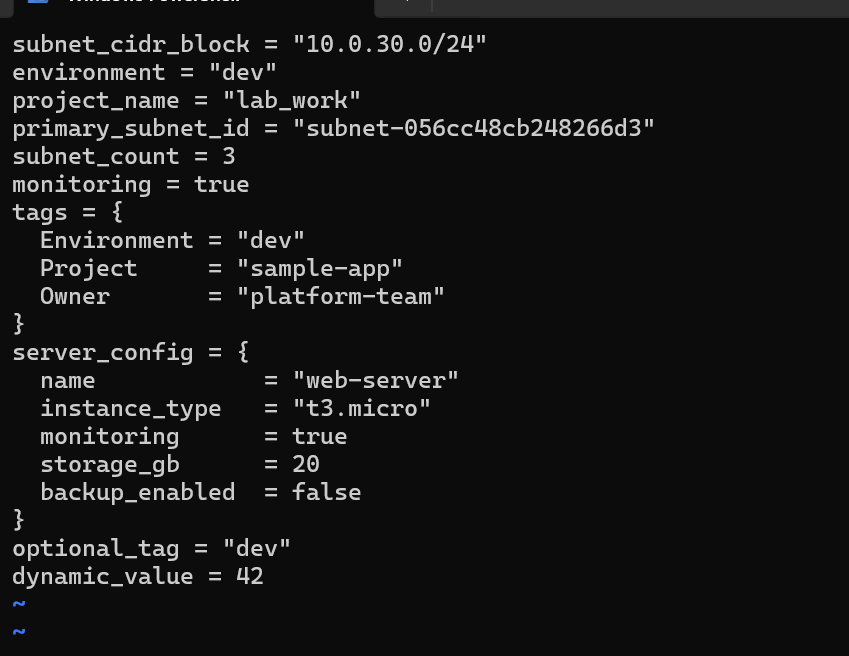 subnet_cidr_block = "10.0.30.0/24"
environment = "dev"
project_name = "lab_work"
primary_subnet_id = "subnet-056cc48cb248266d3"
subnet_count = 3
monitoring = true
tags = {
  Environment = "dev"
  Project     = "sample-app"
  Owner       = "platform-team"
}
server_config = {
  name            = "web-server"
  instance_type   = "t3.micro"
  monitoring      = true
  storage_gb      = 20
  backup_enabled  = false
}
optional_tag = "dev"
dynamic_value = 42
~
~